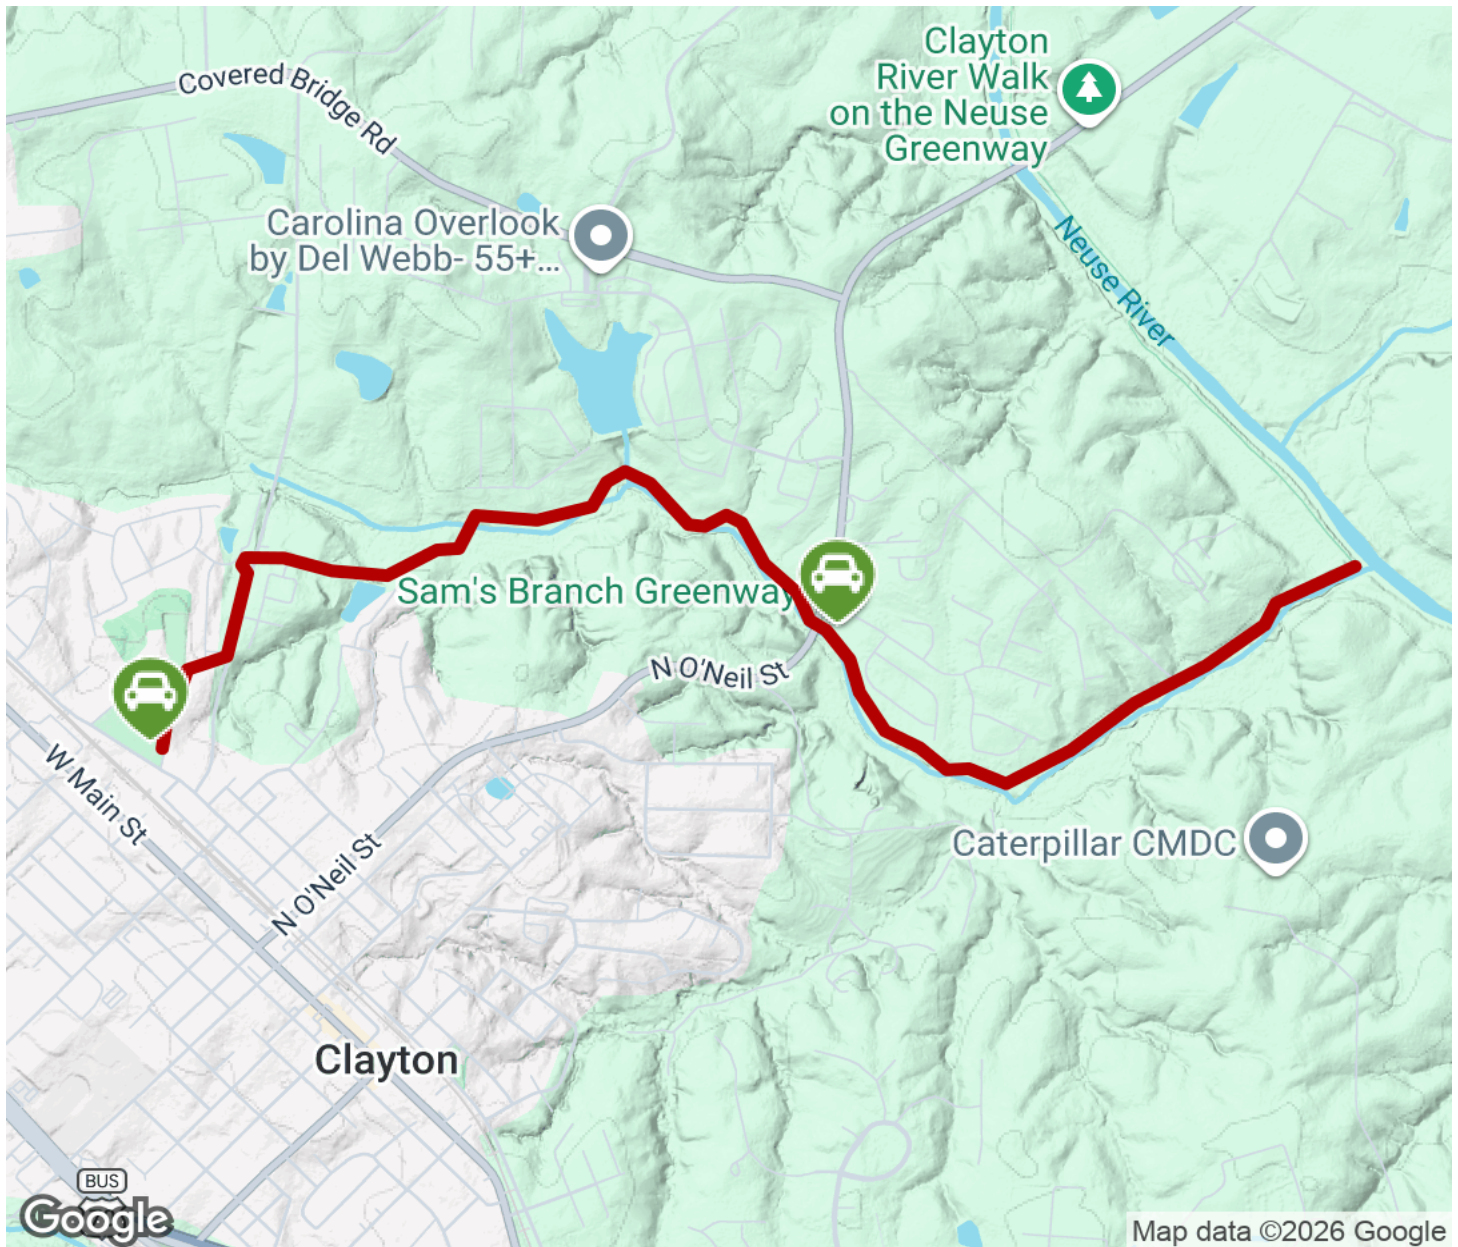 Clayton
River Walk
on the Neuse
Greenway
Covered Bridge Rd
Carolina Overlook
by Del Webb- 55+...
Neuse River
Sam's Branch Greenway
N O'Neil St
W Main St
N O'Neil St
Caterpillar CMDC
Clayton
BUS
Google
Map data ©2026 Google